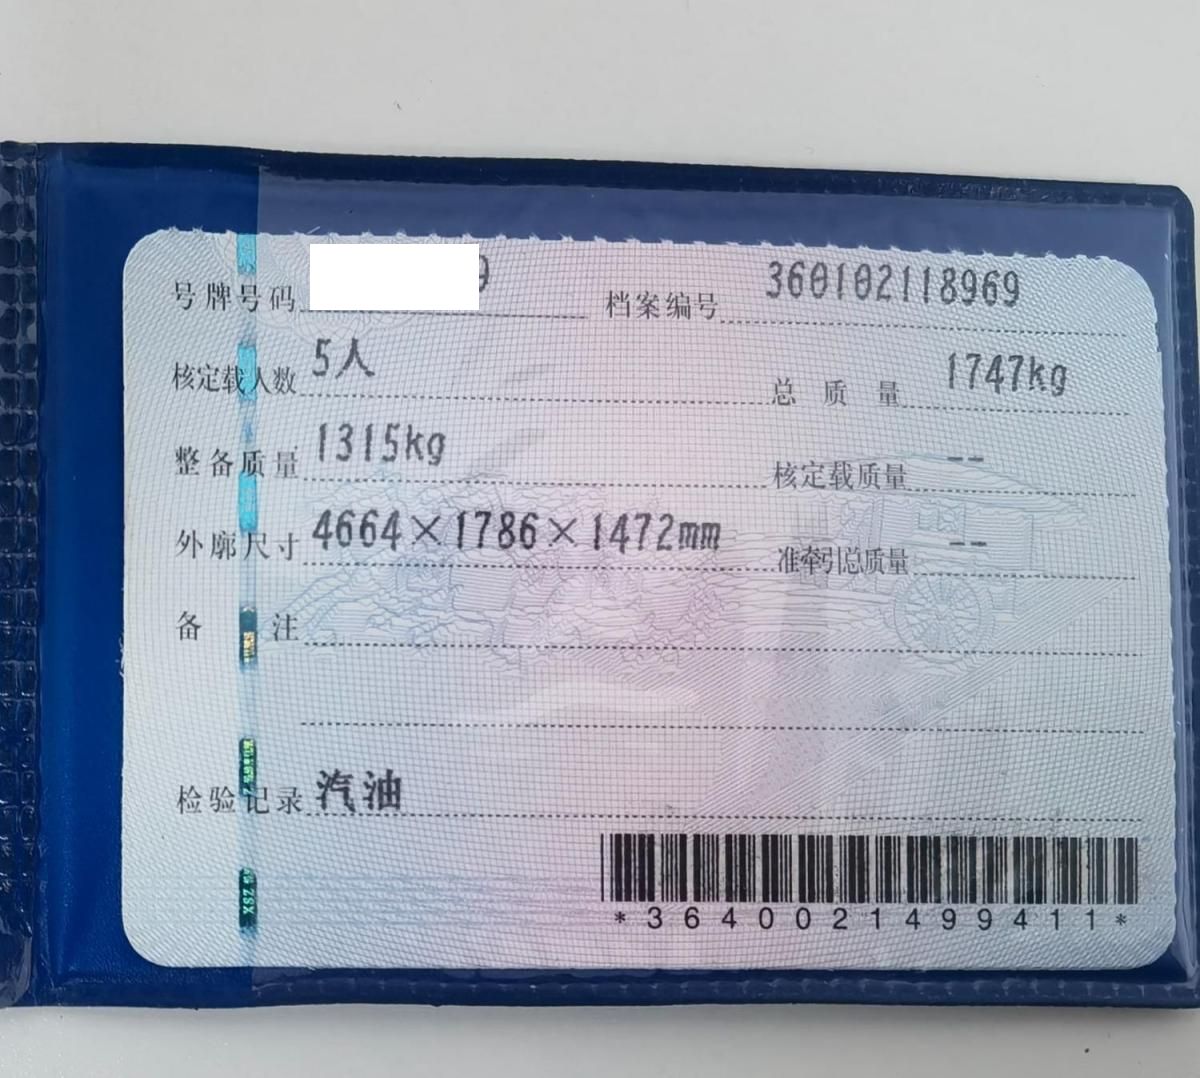 号牌号码 9 档案编号 360102118969
核定载人数 5人 总质量 1747kg
整备质量 1315kg 核定载质量 --
外廓尺寸 4664×1786×1472mm 准牵引总质量 --
备注
检验记录 汽油
*3640021499411*